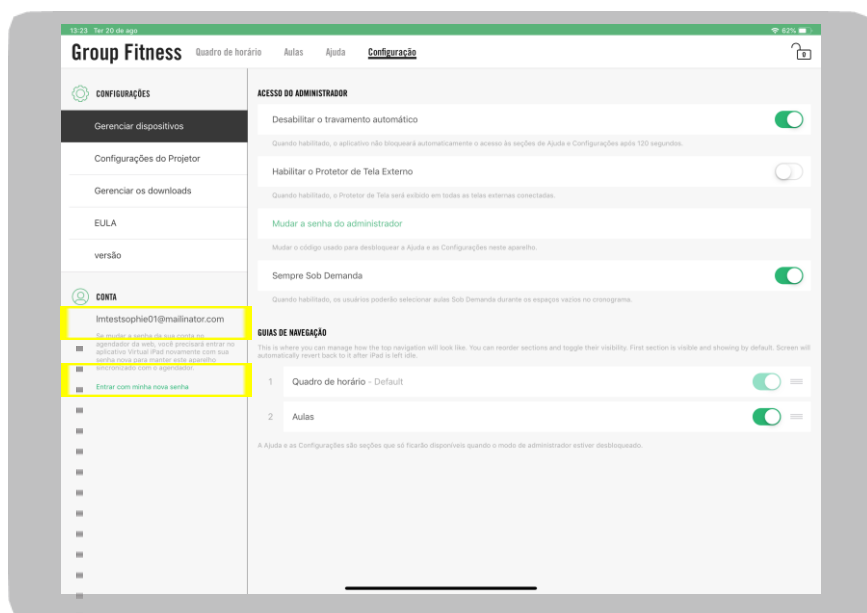 13:23 Ter 20 de ago
62%
Group Fitness
Quadro de horário Aulas Ajuda Configuração
CONFIGURAÇÕES
Gerenciar dispositivos
Configurações do Projetor
Gerenciar os downloads
EULA
versão
CONTA
lmtestsophie01@mailinator.com
Se mudar a senha da sua conta no
agendador da web, você precisará entrar no
aplicativo Virtual iPad novamente com sua
senha nova para manter este aparelho
sincronizado com o agendador.
Entrar com minha nova senha
ACESSO DO ADMINISTRADOR
Desabilitar o travamento automático
Quando habilitado, o aplicativo não bloqueará automaticamente o acesso às seções de Ajuda e Configurações após 120 segundos.
Habilitar o Protetor de Tela Externo
Quando habilitado, o Protetor de Tela será exibido em todas as telas externas conectadas.
Mudar a senha do administrador
Mudar o código usado para desbloquear a Ajuda e as Configurações neste aparelho.
Sempre Sob Demanda
Quando habilitado, os usuários poderão selecionar aulas Sob Demanda durante os espaços vazios no cronograma.
GUIAS DE NAVEGAÇÃO
This is where you can manage how the top navigation will look like. You can reorder sections and toggle their visibility. First section is visible and showing by default. Screen will
automatically revert back to it after iPad is left idle.
1 Quadro de horário - Default
2 Aulas
A Ajuda e as Configurações são seções que só ficarão disponíveis quando o modo de administrador estiver desbloqueado.